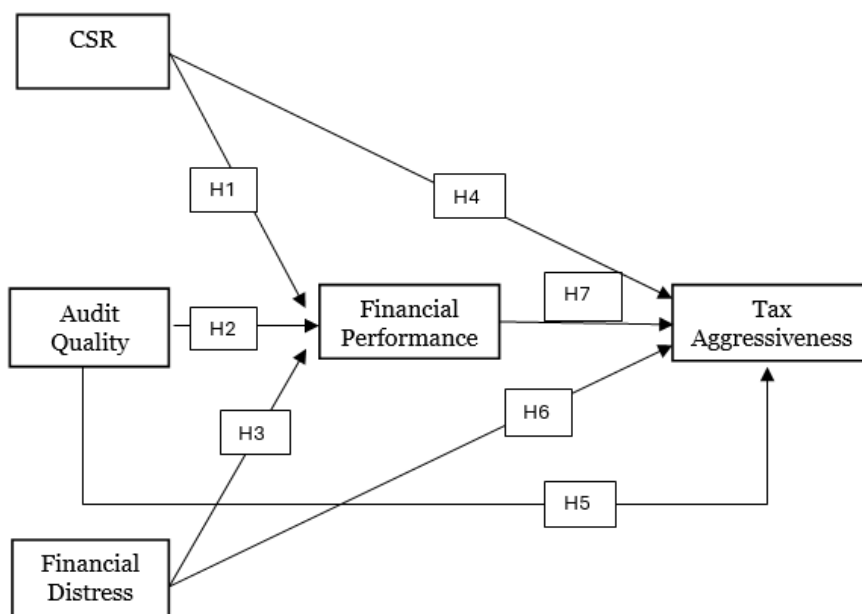 CSR
H1
H4
Audit
Quality
H2
Financial
Performance
H7
Tax
Aggressiveness
H3
H6
H5
Financial
Distress